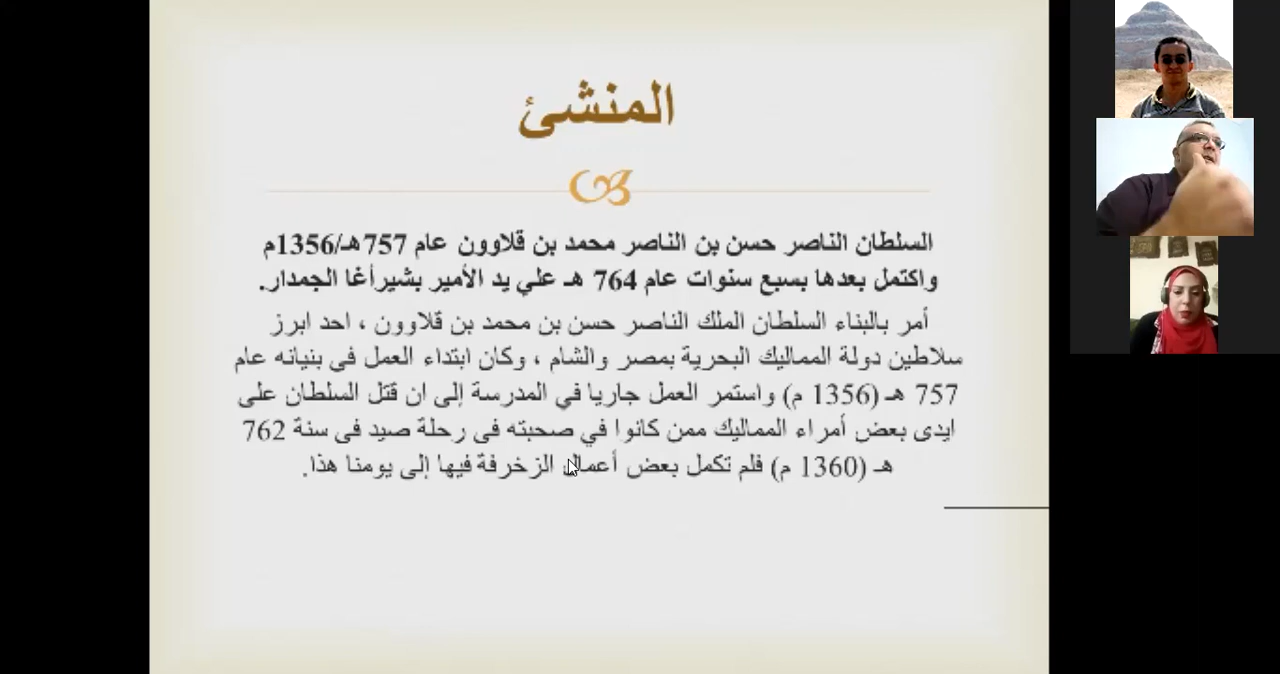 المنشئ
السلطان الناصر حسن بن الناصر محمد بن قلاوون عام 757هـ/1356م
واكتمل بعدها بسبع سنوات عام 764 هـ علي يد الأمير بشيرأغا الجمدار.
أمر بالبناء السلطان الملك الناصر حسن بن محمد بن قلاوون ، احد ابرز
سلاطين دولة المماليك البحرية بمصر والشام ، وكان ابتداء العمل فى بنيانه عام
757 هـ (1356 م) واستمر العمل جاريا في المدرسة إلى ان قتل السلطان على
ايدى بعض أمراء المماليك ممن كانوا في صحبته فى رحلة صيد فى سنة 762
هـ (1360 م) فلم تكمل بعض أعمال الزخرفة فيها إلى يومنا هذا.